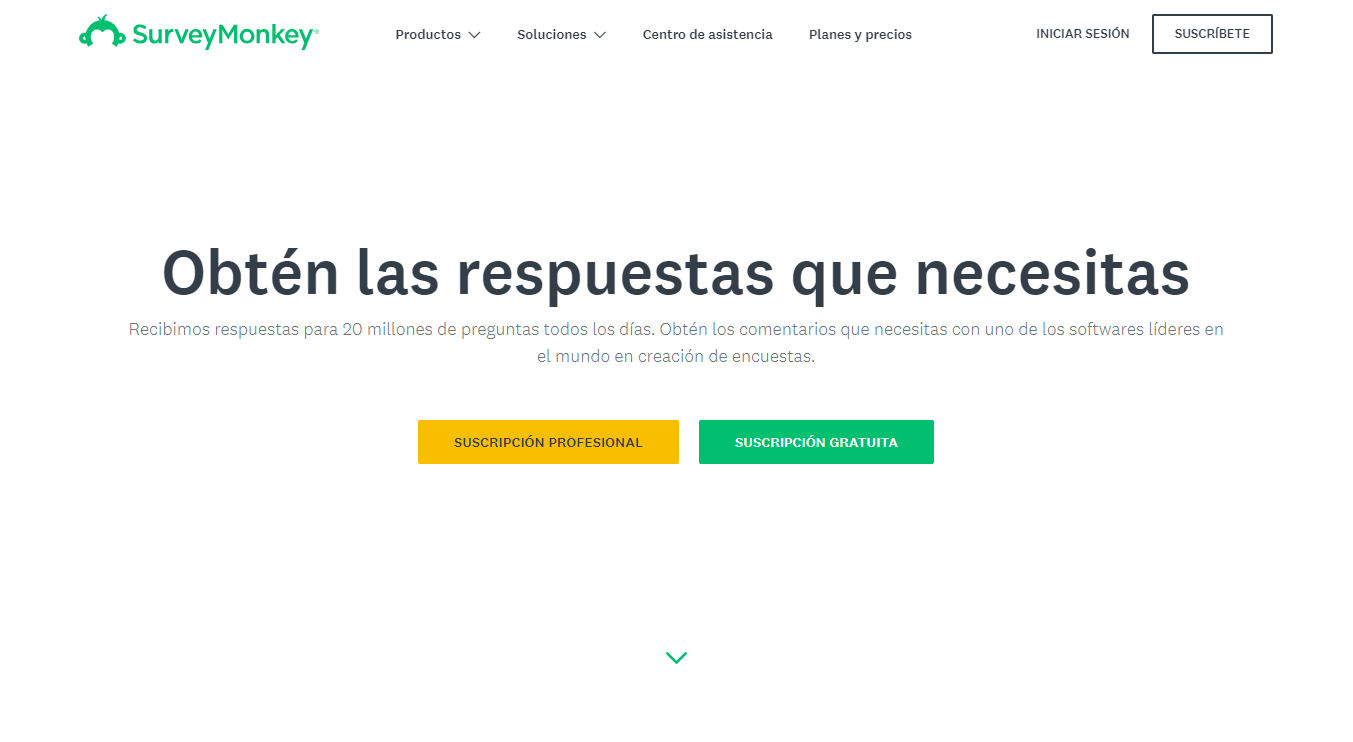 SurveyMonkey®
Productos
Soluciones
Centro de asistencia
Planes y precios
INICIAR SESIÓN
SUSCRÍBETE
Obtén las respuestas que necesitas
Recibimos respuestas para 20 millones de preguntas todos los días. Obtén los comentarios que necesitas con uno de los softwares líderes en
el mundo en creación de encuestas.
SUSCRIPCIÓN PROFESIONAL
SUSCRIPCIÓN GRATUITA